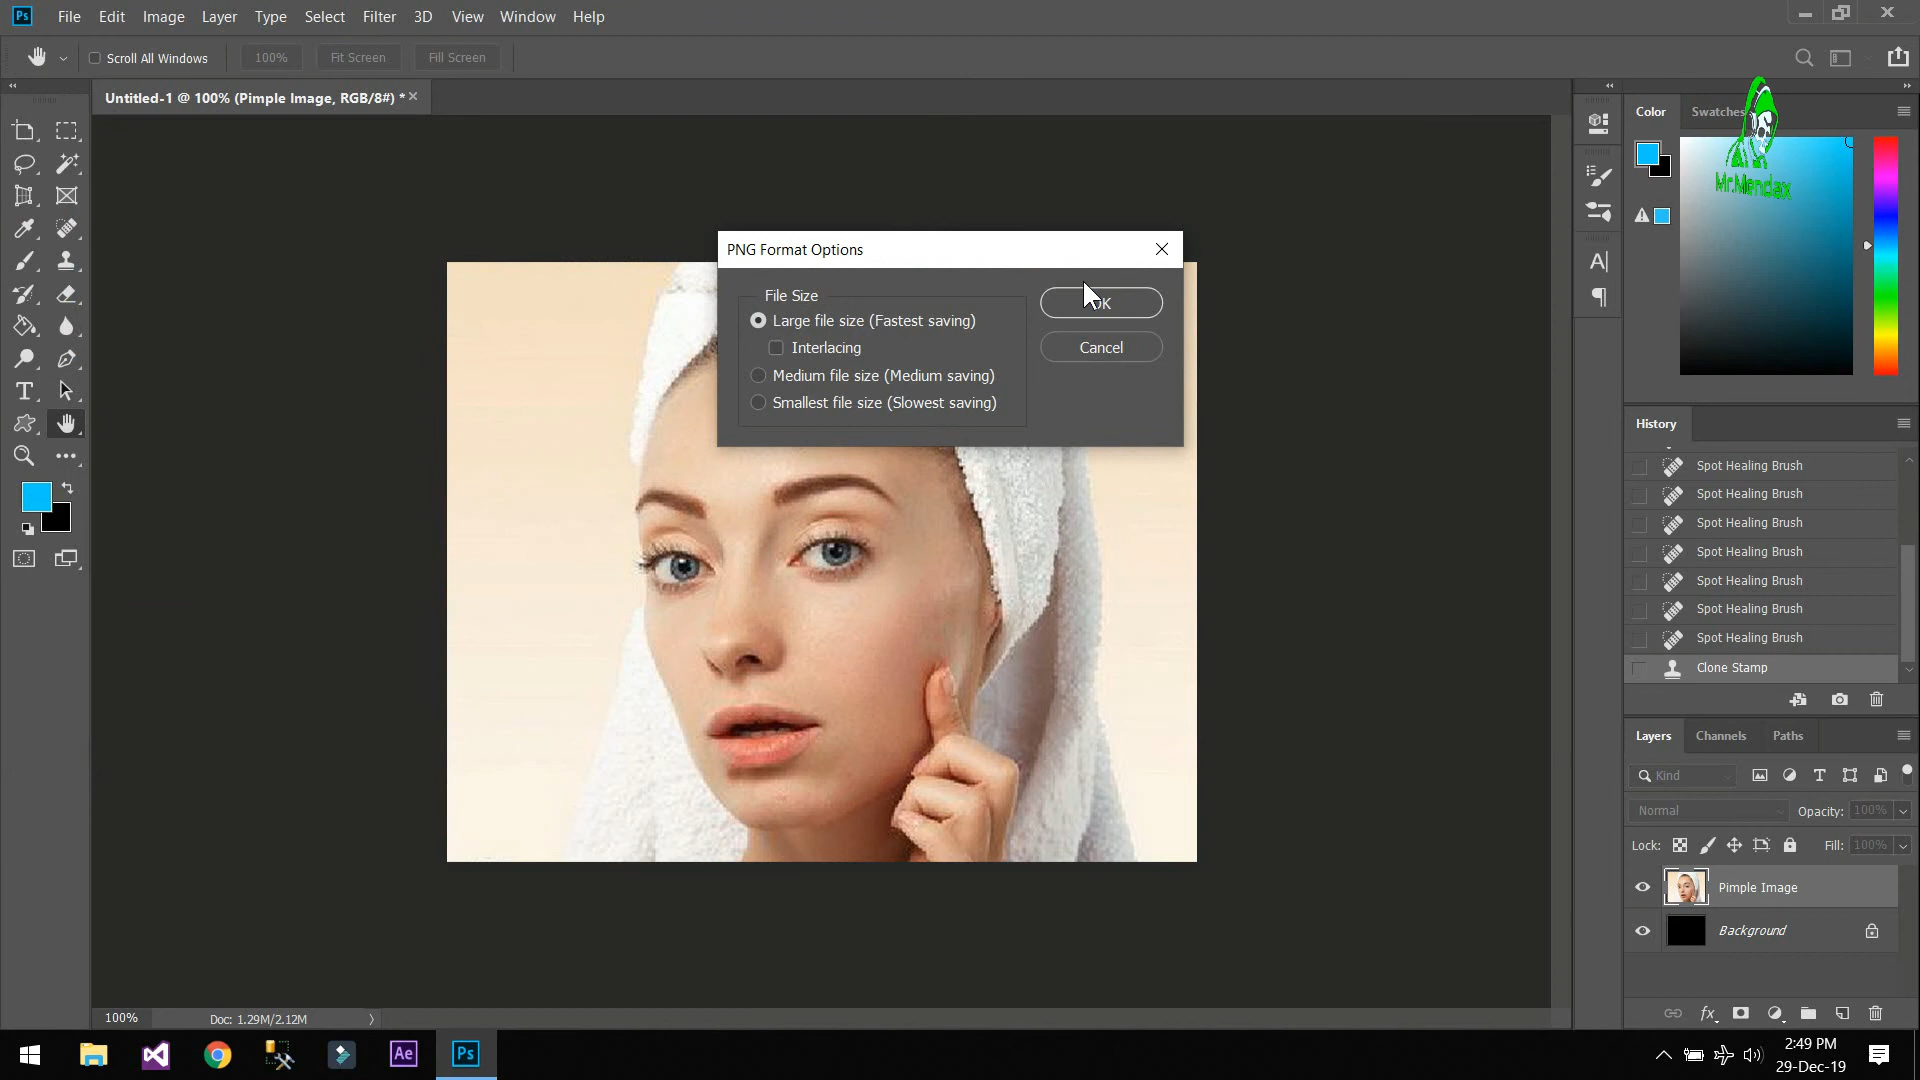 Ps File Edit Image Layer Type Select Filter 3D View Window Help
Scroll All Windows 100% Fit Screen Fill Screen
Untitled-1 @ 100% (Pimple Image, RGB/8#) *
Color Swatches
Mr.Mendax
PNG Format Options
File Size
OK
Large file size (Fastest saving)
Interlacing
Cancel
Medium file size (Medium saving)
Smallest file size (Slowest saving)
History
Spot Healing Brush
Spot Healing Brush
Spot Healing Brush
Spot Healing Brush
Spot Healing Brush
Spot Healing Brush
Spot Healing Brush
Clone Stamp
Layers Channels Paths
Kind
Normal Opacity: 100%
Lock: Fill: 100%
Pimple Image
Background
fx
100% Doc: 1.29M/2.12M
Ae Ps
2:49 PM
29-Dec-19